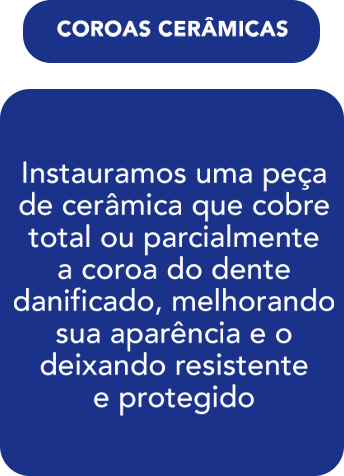 COROAS CERÂMICAS
Instauramos uma peça
de cerâmica que cobre
total ou parcialmente
a coroa do dente
danificado, melhorando
sua aparência e o
deixando resistente
e protegido